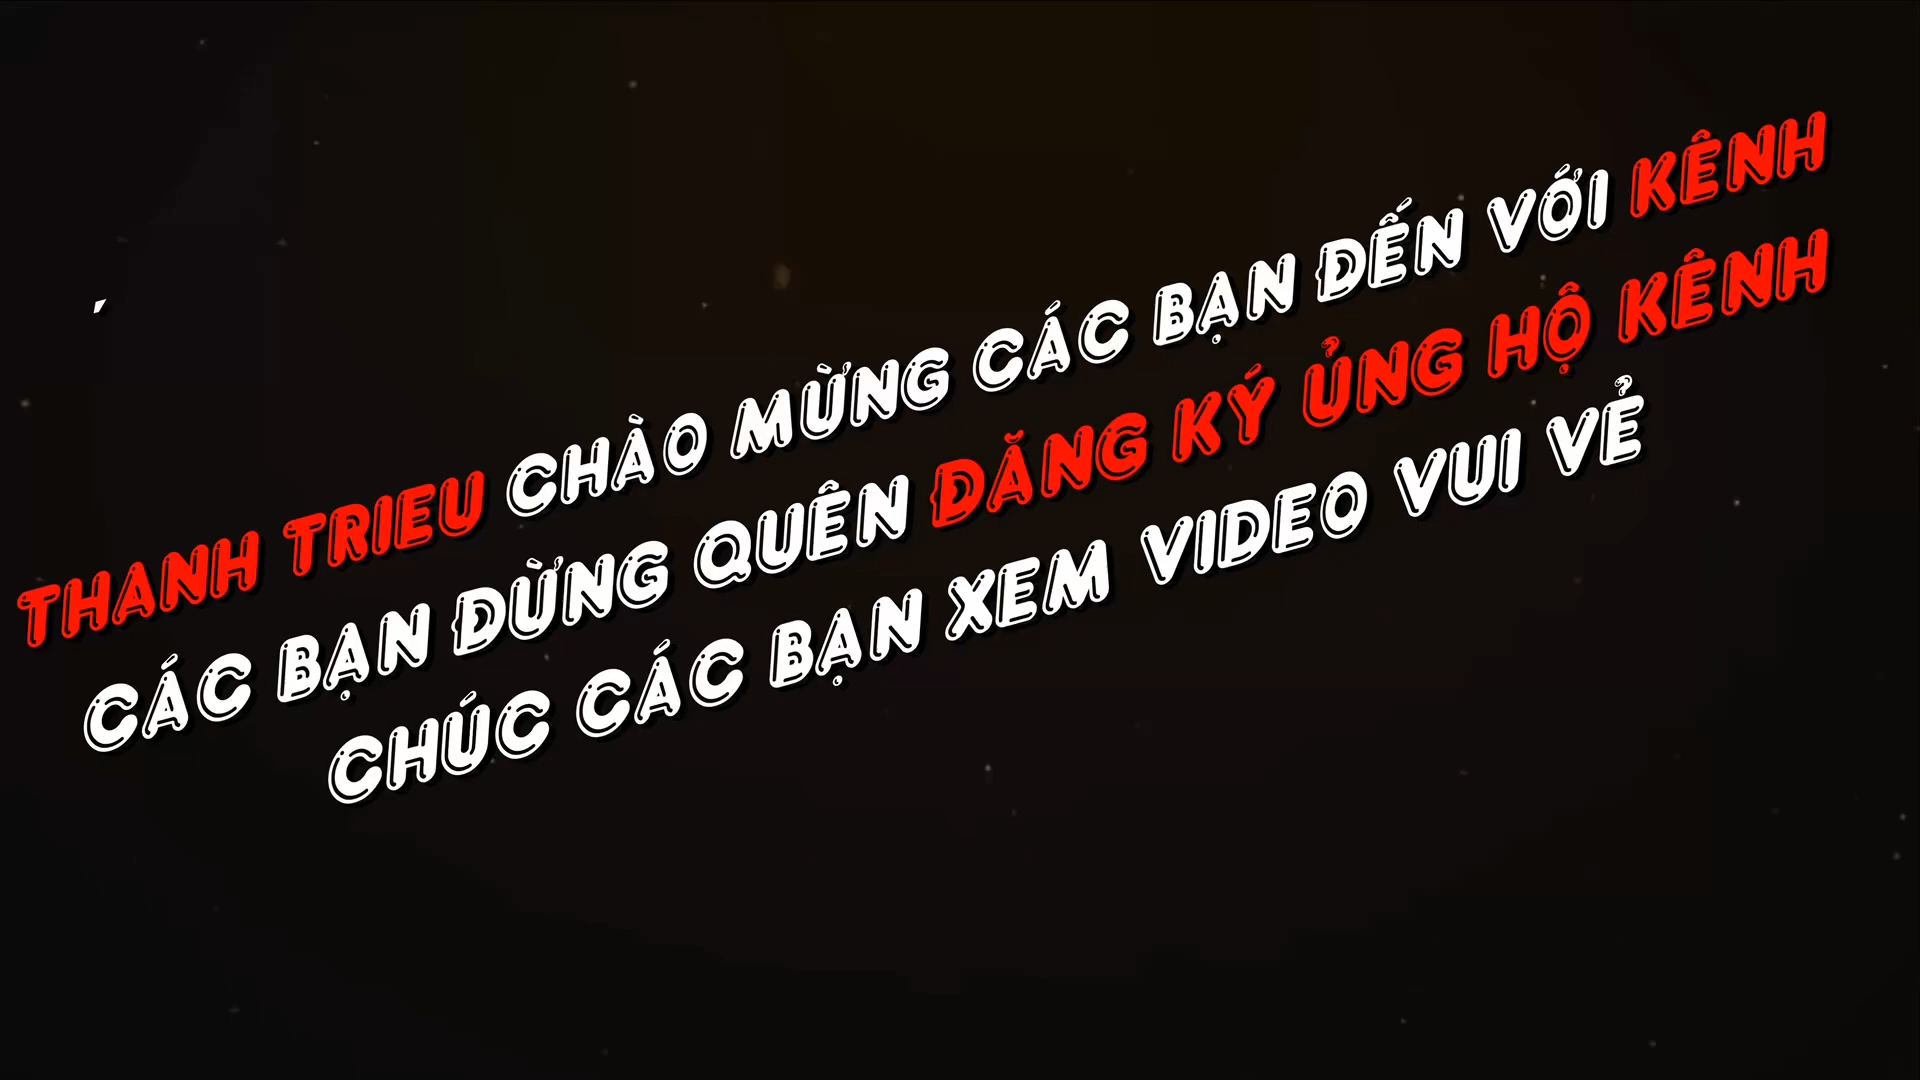 THANH TRIEU CHÀO MỪNG CÁC BẠN ĐẾN VỚI KÊNH
CÁC BẠN ĐỪNG QUÊN ĐĂNG KÝ ỦNG HỘ KÊNH
CHÚC CÁC BẠN XEM VIDEO VUI VẺ